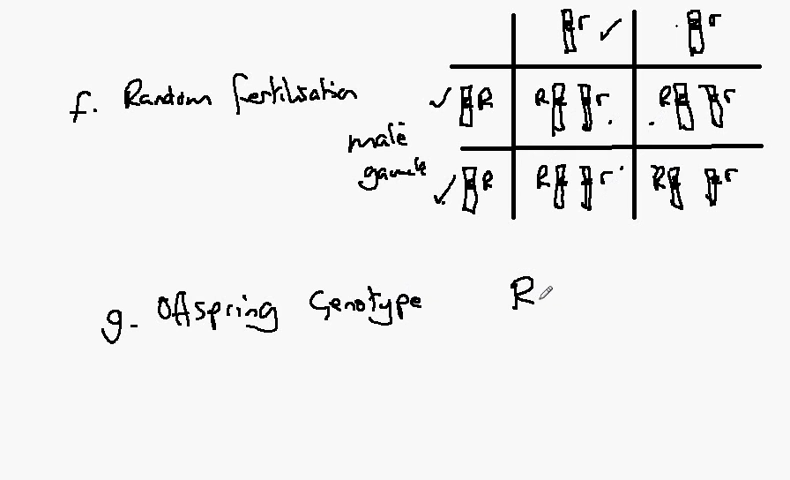 r ✓ r
f. Random fertilisation
✓ R R r R r
male
gamete
✓ R R r R r
g. Offspring Genotype R